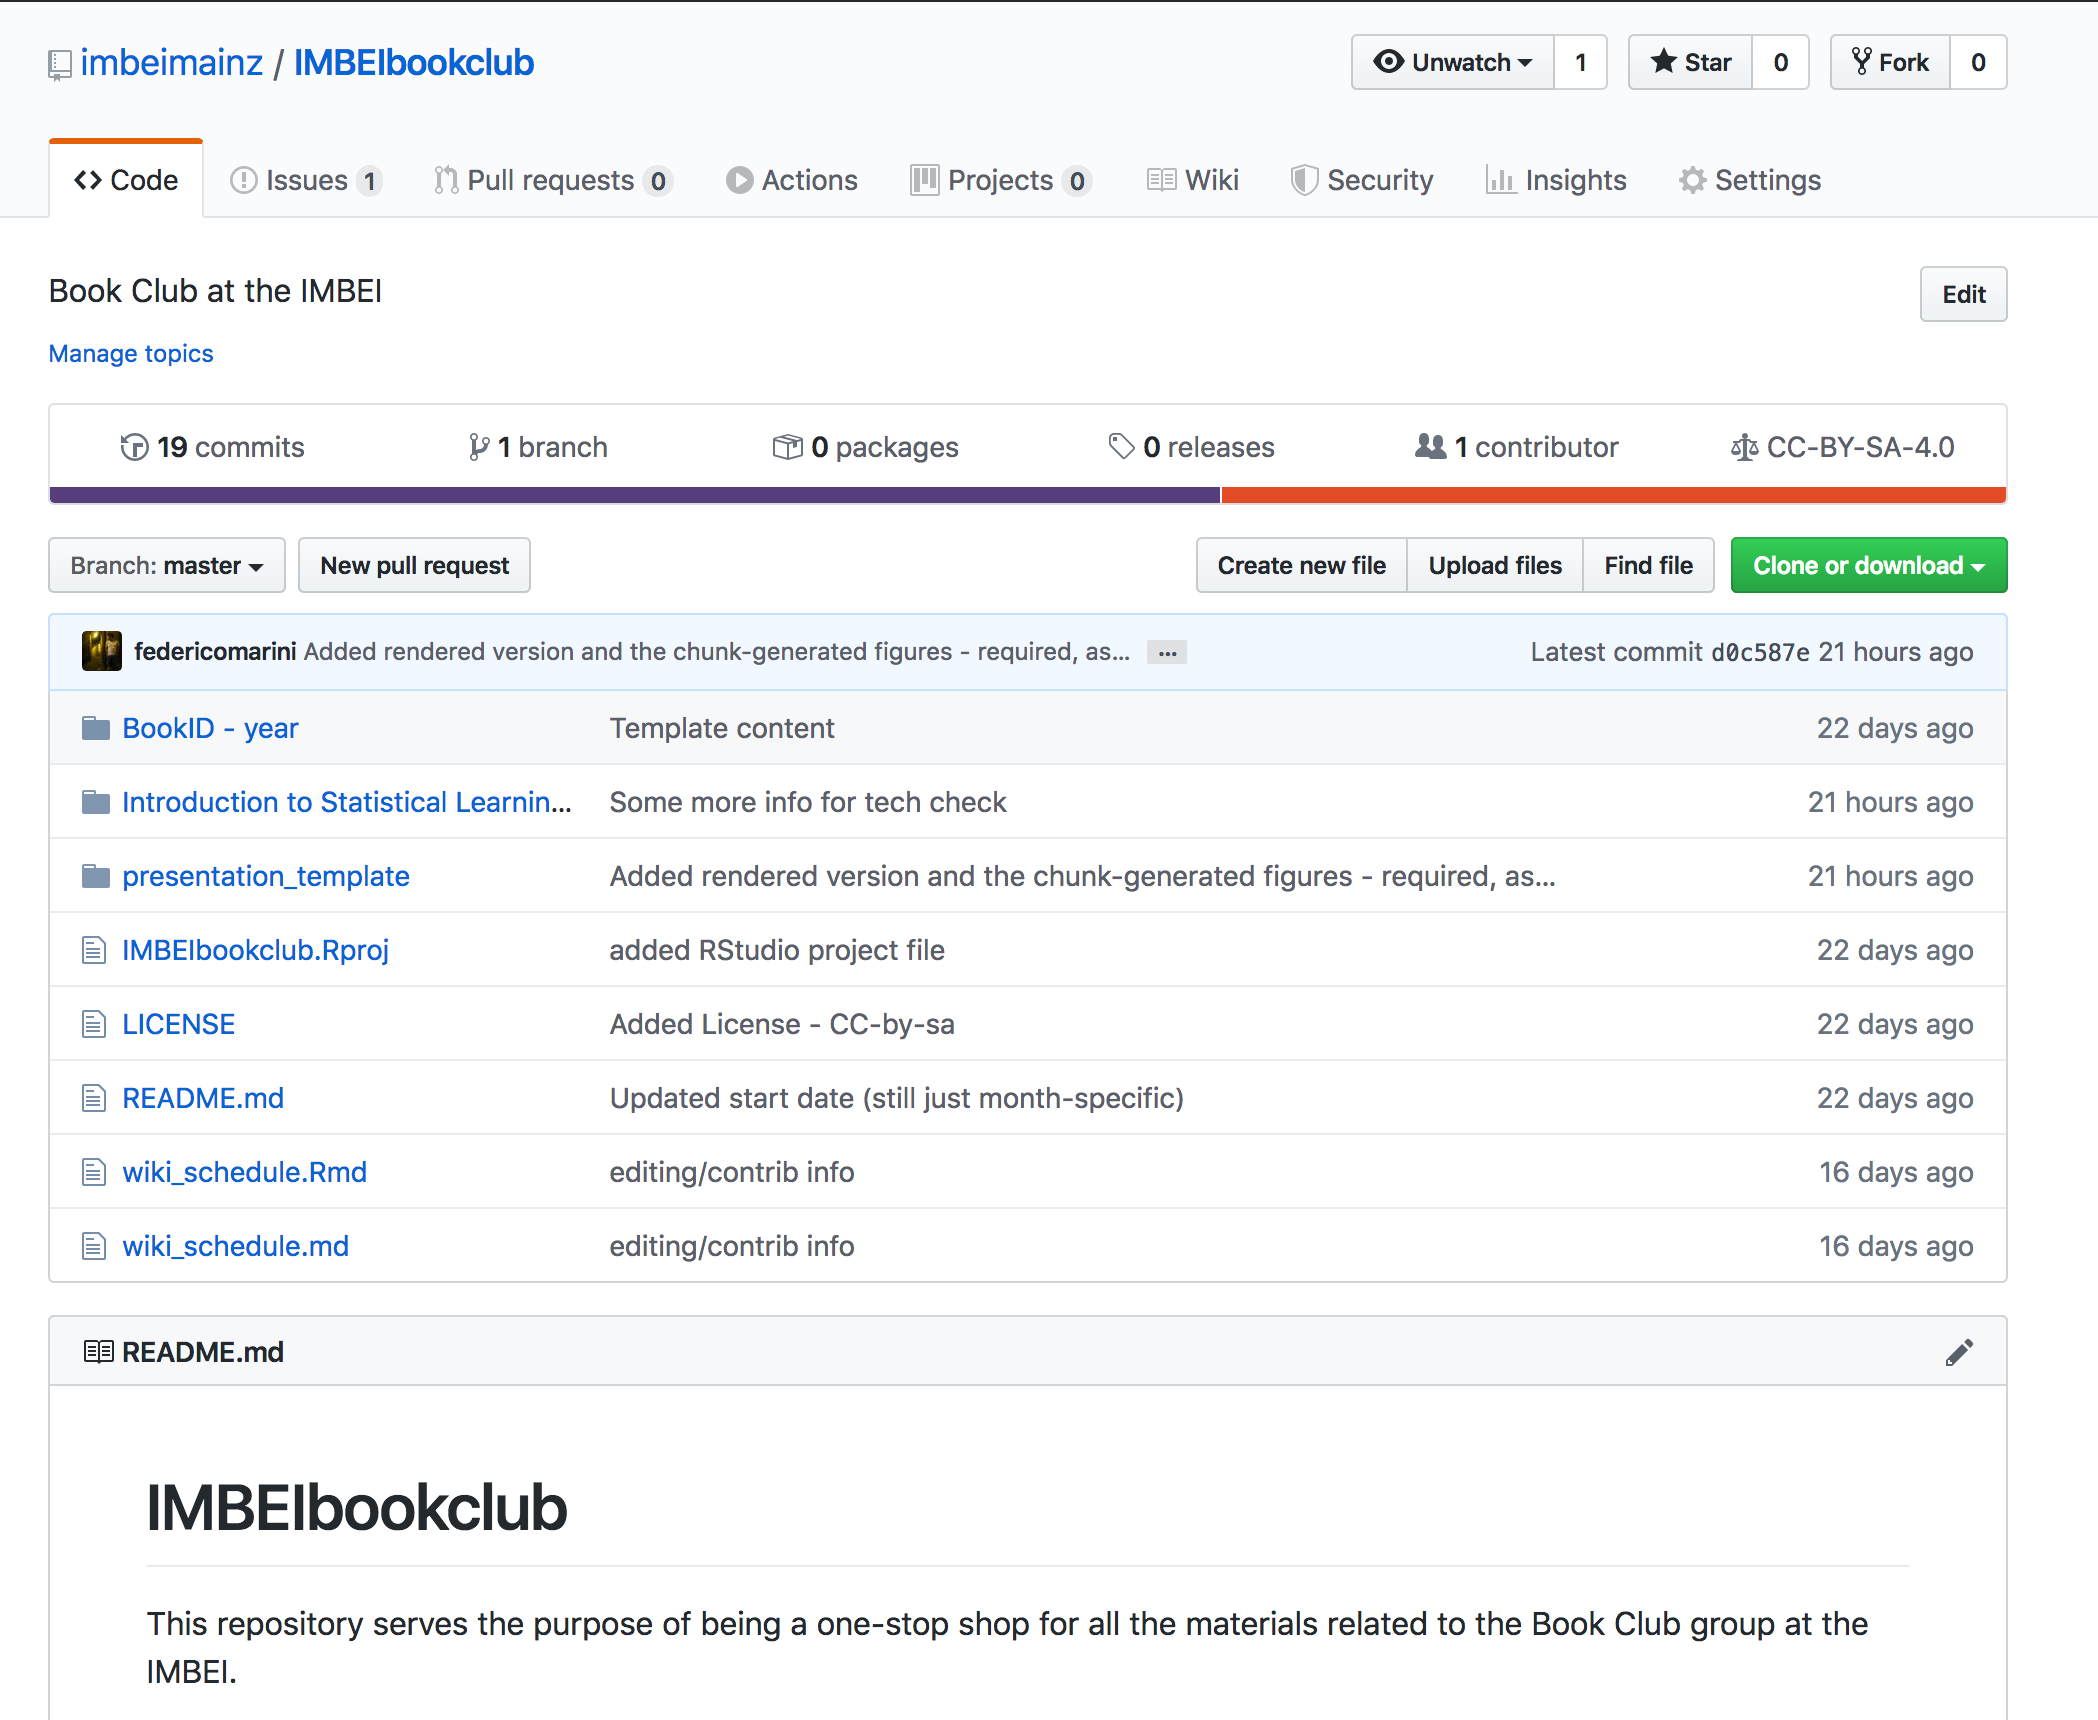 imbeimainz / IMBEIbookclub
Unwatch 1 Star 0 Fork 0
Code Issues 1 Pull requests 0 Actions Projects 0 Wiki Security Insights Settings
Book Club at the IMBEI
Edit
Manage topics
19 commits 1 branch 0 packages 0 releases 1 contributor CC-BY-SA-4.0
Branch: master New pull request Create new file Upload files Find file Clone or download
federicomarini Added rendered version and the chunk-generated figures - required, as... ... Latest commit d0c587e 21 hours ago
BookID - year Template content 22 days ago
Introduction to Statistical Learnin... Some more info for tech check 21 hours ago
presentation_template Added rendered version and the chunk-generated figures - required, as... 21 hours ago
IMBEIbookclub.Rproj added RStudio project file 22 days ago
LICENSE Added License - CC-by-sa 22 days ago
README.md Updated start date (still just month-specific) 22 days ago
wiki_schedule.Rmd editing/contrib info 16 days ago
wiki_schedule.md editing/contrib info 16 days ago
README.md
IMBEIbookclub
This repository serves the purpose of being a one-stop shop for all the materials related to the Book Club group at the
IMBEI.